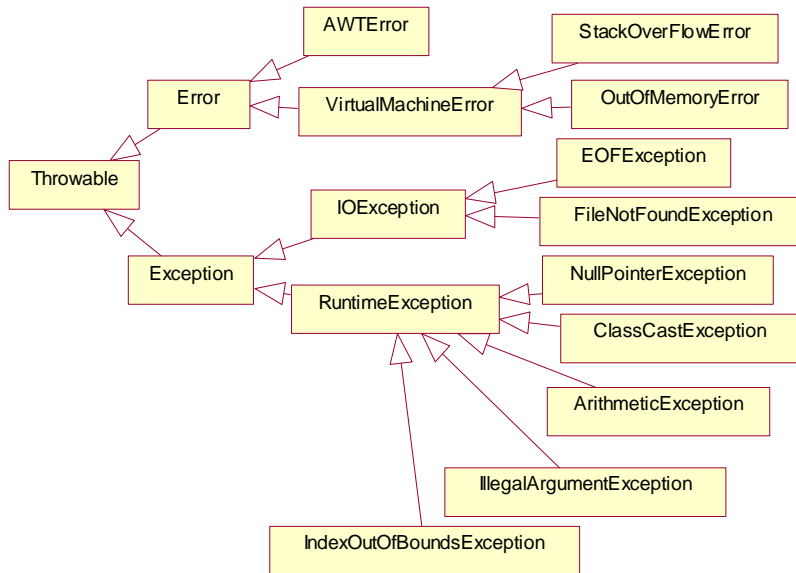 AWTError
StackOverFlowError
Error
VirtualMachineError
OutOfMemoryError
EOFException
Throwable
IOException
FileNotFoundException
Exception
NullPointerException
RuntimeException
ClassCastException
ArithmeticException
IllegalArgumentException
IndexOutOfBoundsException